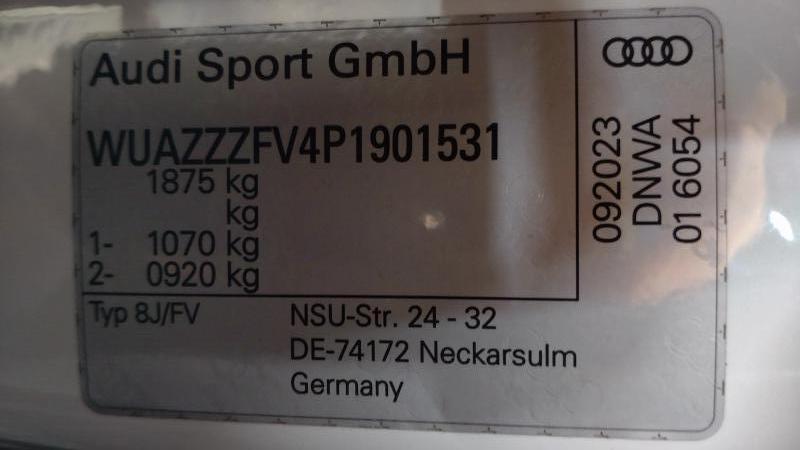 Audi Sport GmbH
WUAZZZFV4P1901531
1875 kg
kg
1- 1070 kg
2- 0920 kg
Typ 8J/FV
NSU-Str. 24 - 32
DE-74172 Neckarsulm
Germany
092023
DNWA
01 6054